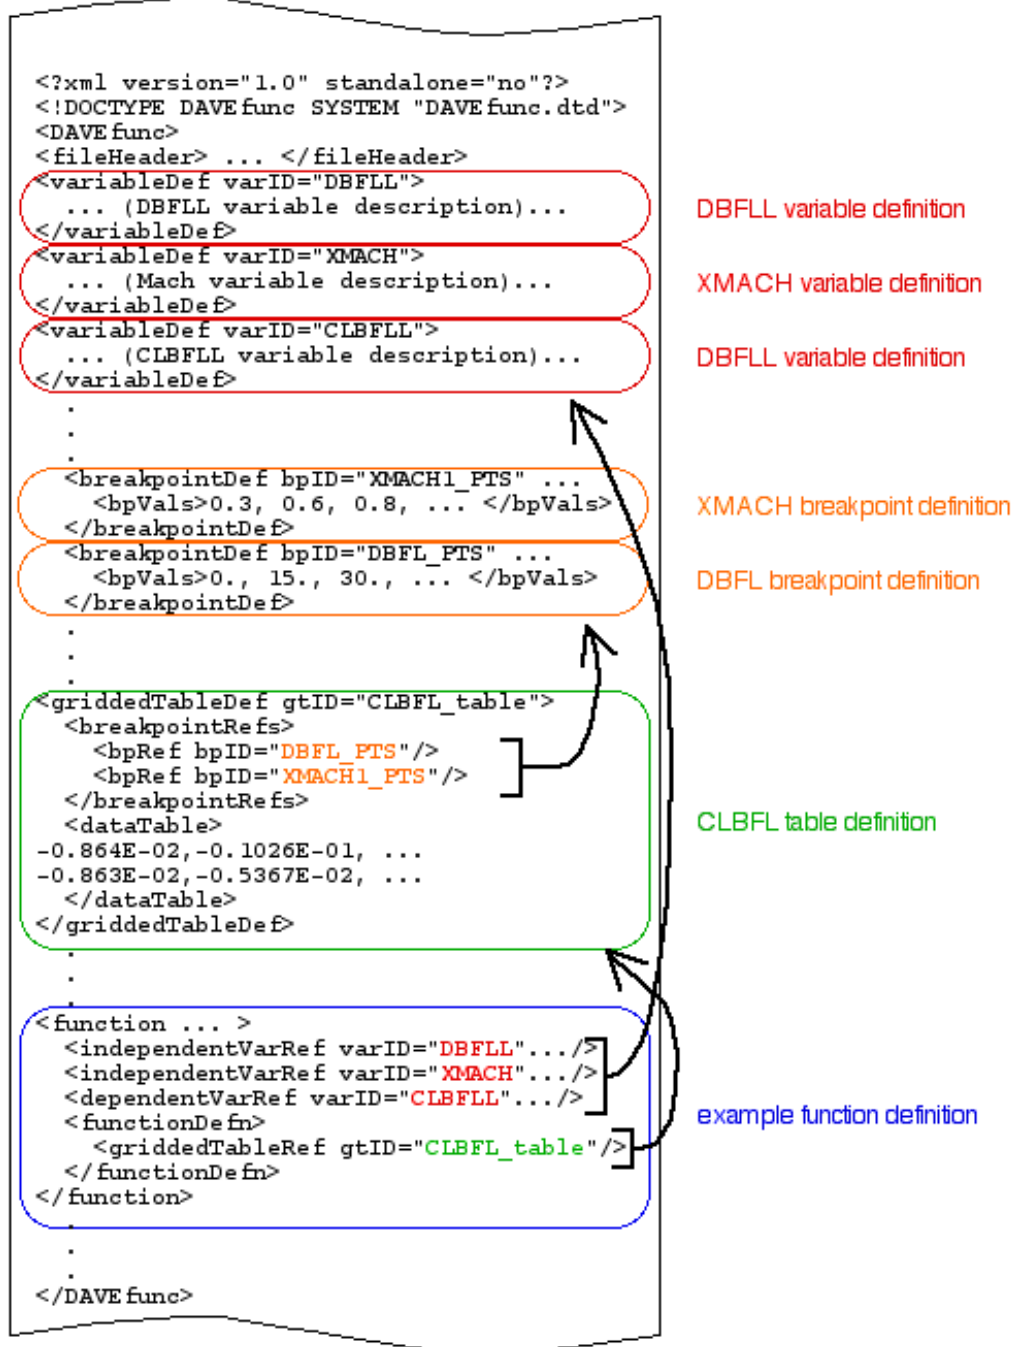 <?xml version="1.0" standalone="no"?>
<!DOCTYPE DAVEfunc SYSTEM "DAVEfunc.dtd">
<DAVEfunc>
<fileHeader> ... </fileHeader>
<variableDef varID="DBFLL">
... (DBFLL variable description)...
</variableDef>
DBFLL variable definition
<variableDef varID="XMACH">
... (Mach variable description)...
</variableDef>
XMACH variable definition
<variableDef varID="CLBFLL">
... (CLBFLL variable description)...
</variableDef>
DBFLL variable definition
.
.
.
<breakpointDef bpID="XMACH1_PTS" ...
<bpVals>0.3, 0.6, 0.8, ... </bpVals>
</breakpointDef>
XMACH breakpoint definition
<breakpointDef bpID="DBFL_PTS" ...
<bpVals>0., 15., 30., ... </bpVals>
</breakpointDef>
DBFL breakpoint definition
.
.
.
<griddedTableDef gtID="CLBFL_table">
<breakpointRefs>
<bpRef bpID="DBFL_PTS"/>
<bpRef bpID="XMACH1_PTS"/>
</breakpointRefs>
<dataTable>
-0.864E-02,-0.1026E-01, ...
-0.863E-02,-0.5367E-02, ...
</dataTable>
</griddedTableDef>
CLBFL table definition
.
.
.
<function ... >
<independentVarRef varID="DBFLL".../>
<independentVarRef varID="XMACH".../>
<dependentVarRef varID="CLBFLL".../>
<functionDefn>
<griddedTableRef gtID="CLBFL_table"/>
</functionDefn>
</function>
example function definition
.
.
.
</DAVEfunc>